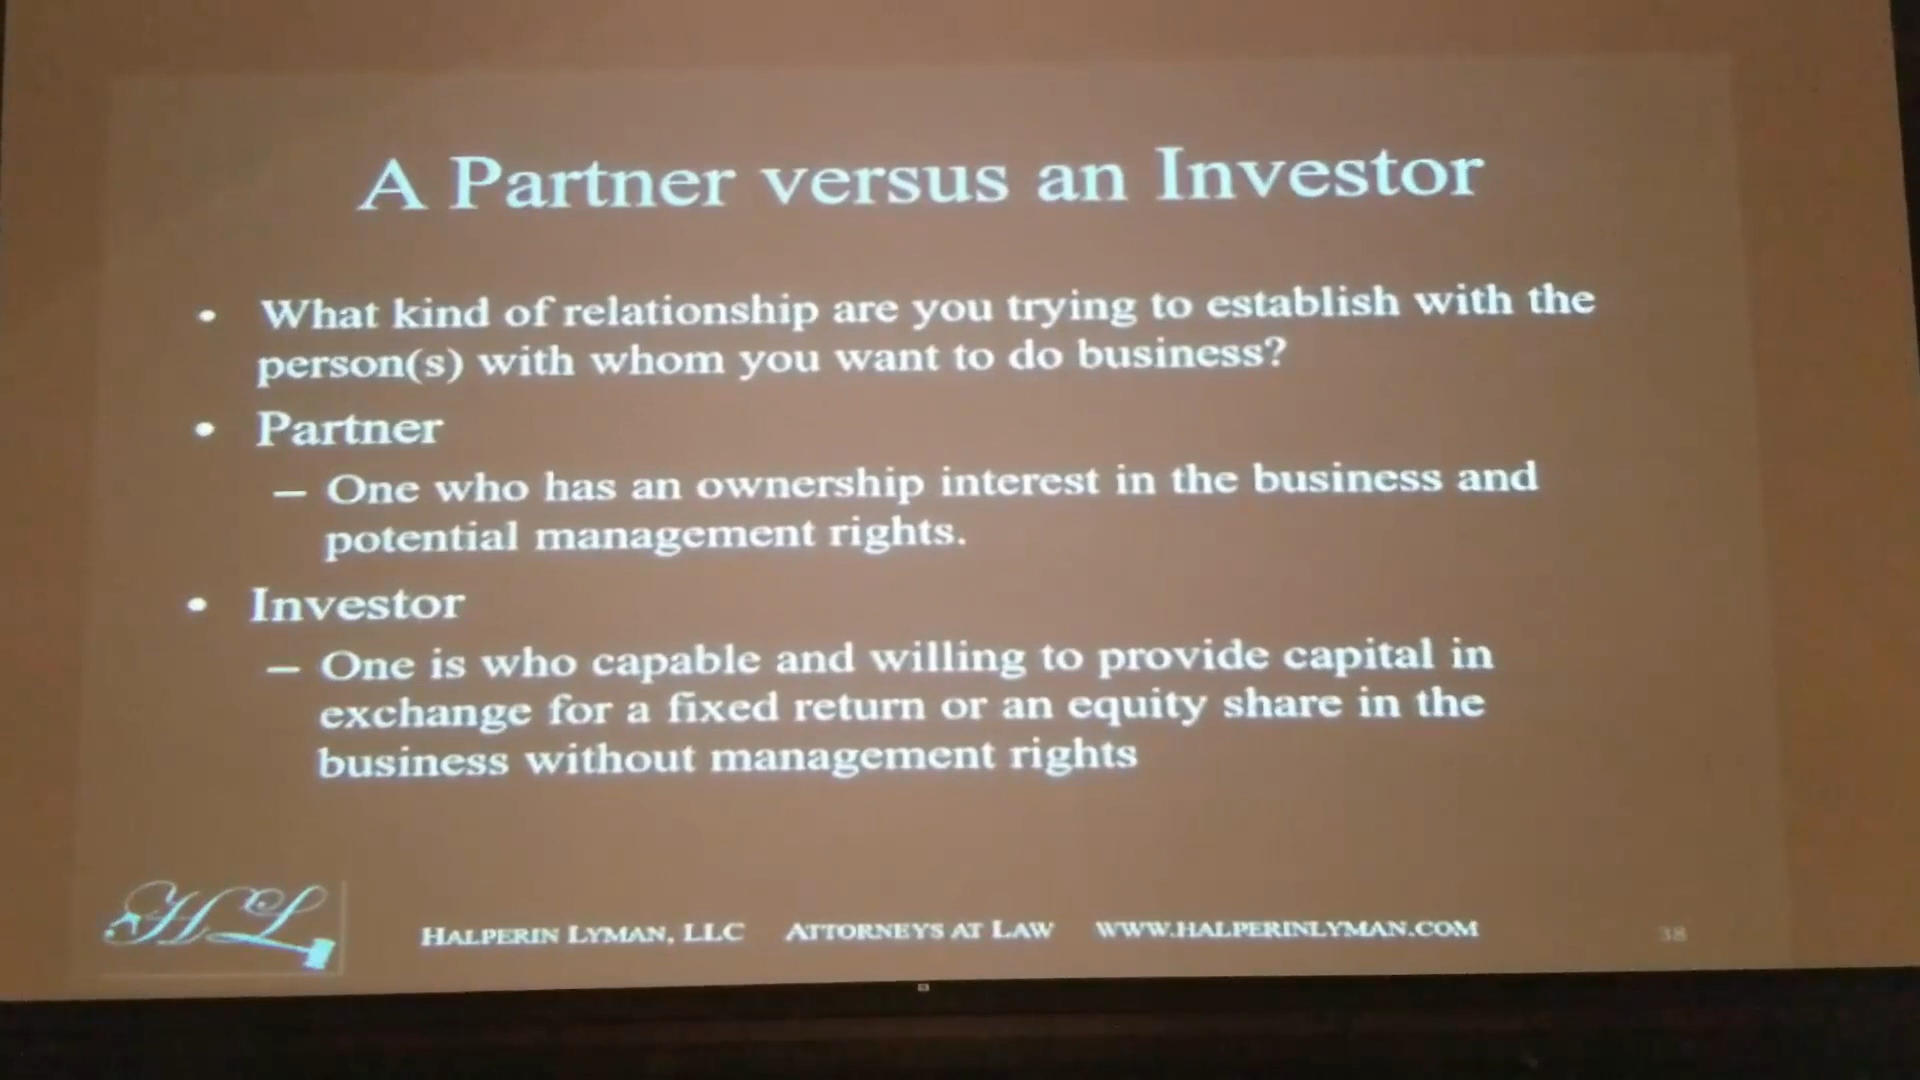 A Partner versus an Investor
• What kind of relationship are you trying to establish with the
person(s) with whom you want to do business?
• Partner
– One who has an ownership interest in the business and
potential management rights.
• Investor
– One is who capable and willing to provide capital in
exchange for a fixed return or an equity share in the
business without management rights
HL
HALPERIN LYMAN, LLC ATTORNEYS AT LAW WWW.HALPERINLYMAN.COM
38